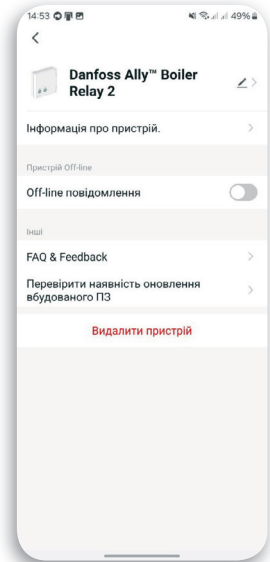 14:53 49%
Danfoss Ally™ Boiler
Relay 2
Інформація про пристрій.
Пристрій Off-line
Off-line повідомлення
Інші
FAQ & Feedback
Перевірити наявність оновлення
вбудованого ПЗ
Видалити пристрій